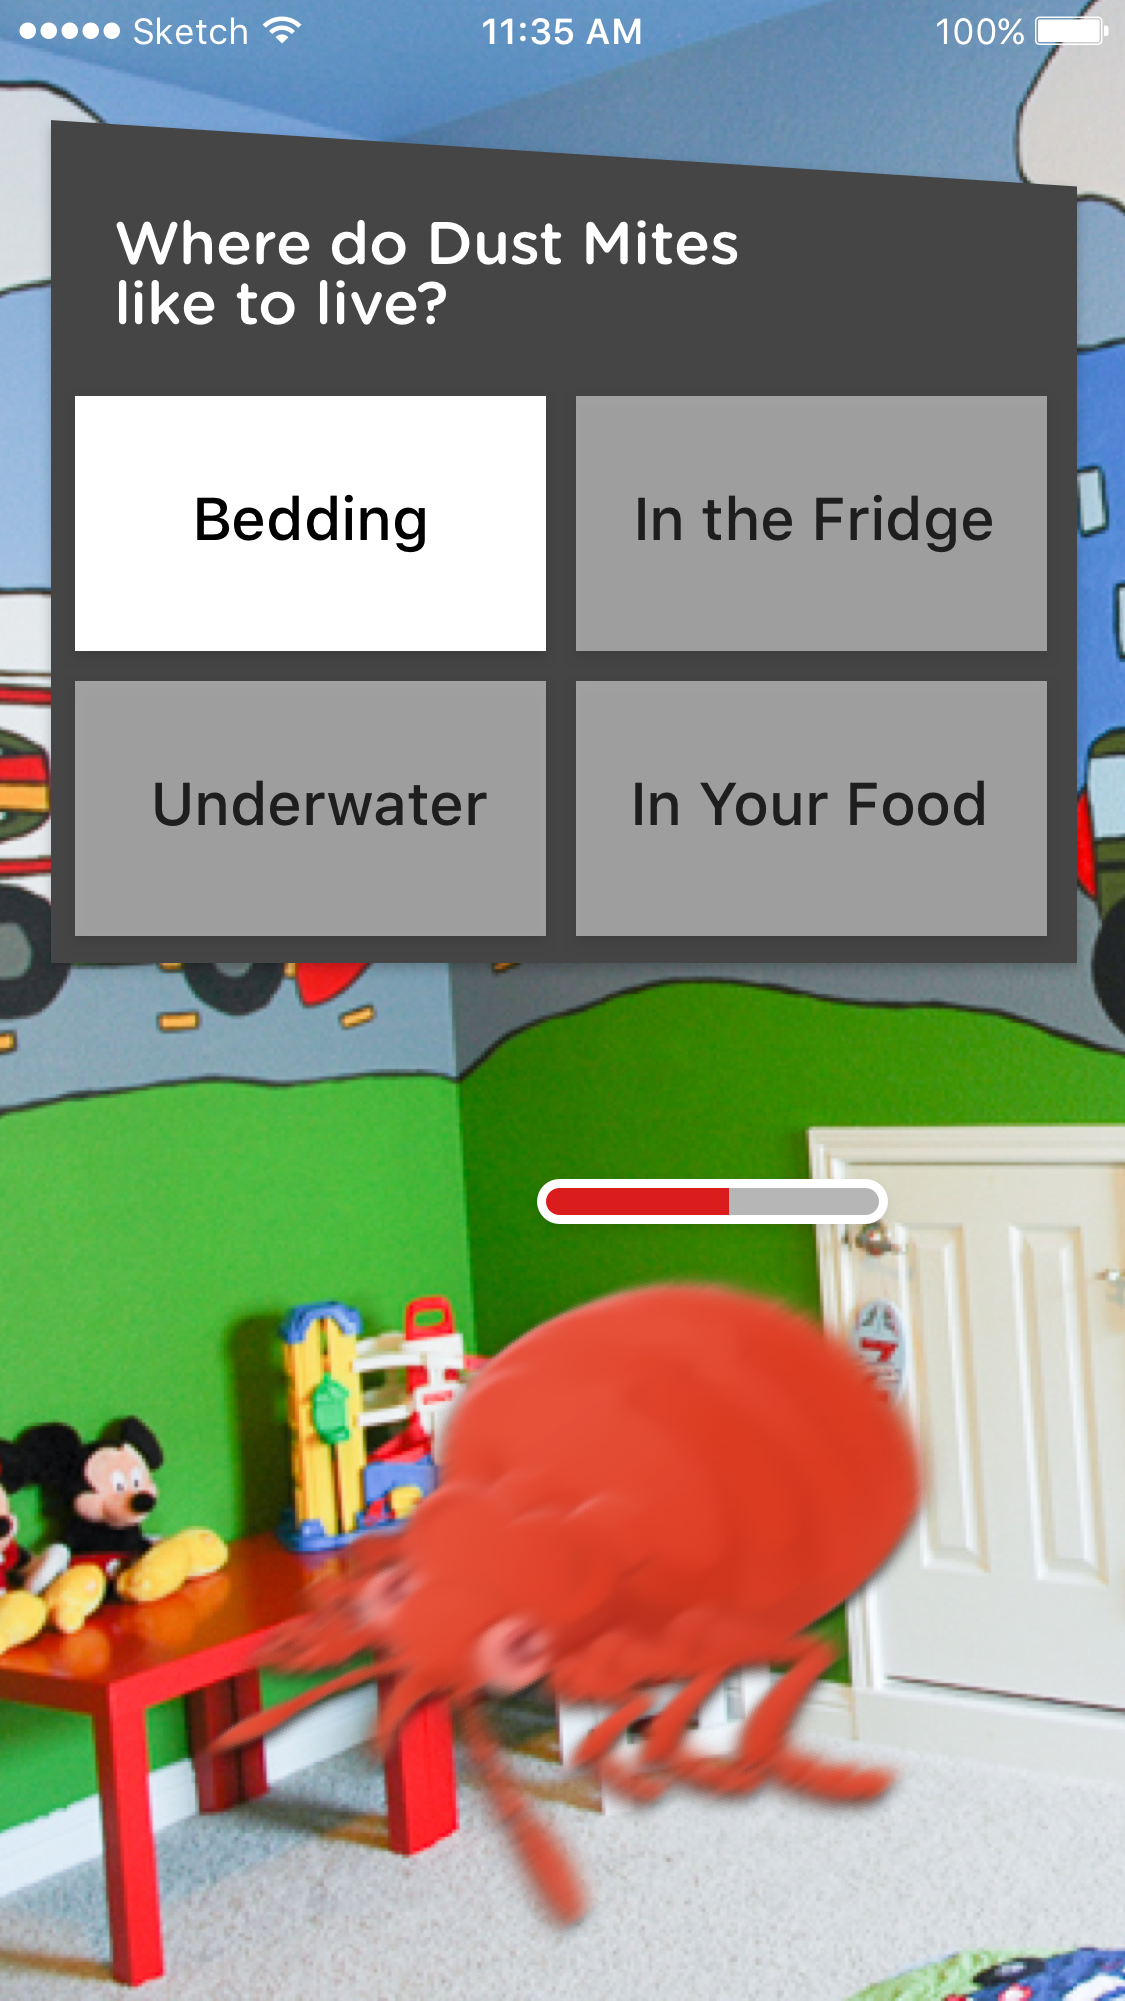 Sketch 11:35 AM 100%
Where do Dust Mites
like to live?
Bedding
In the Fridge
Underwater
In Your Food